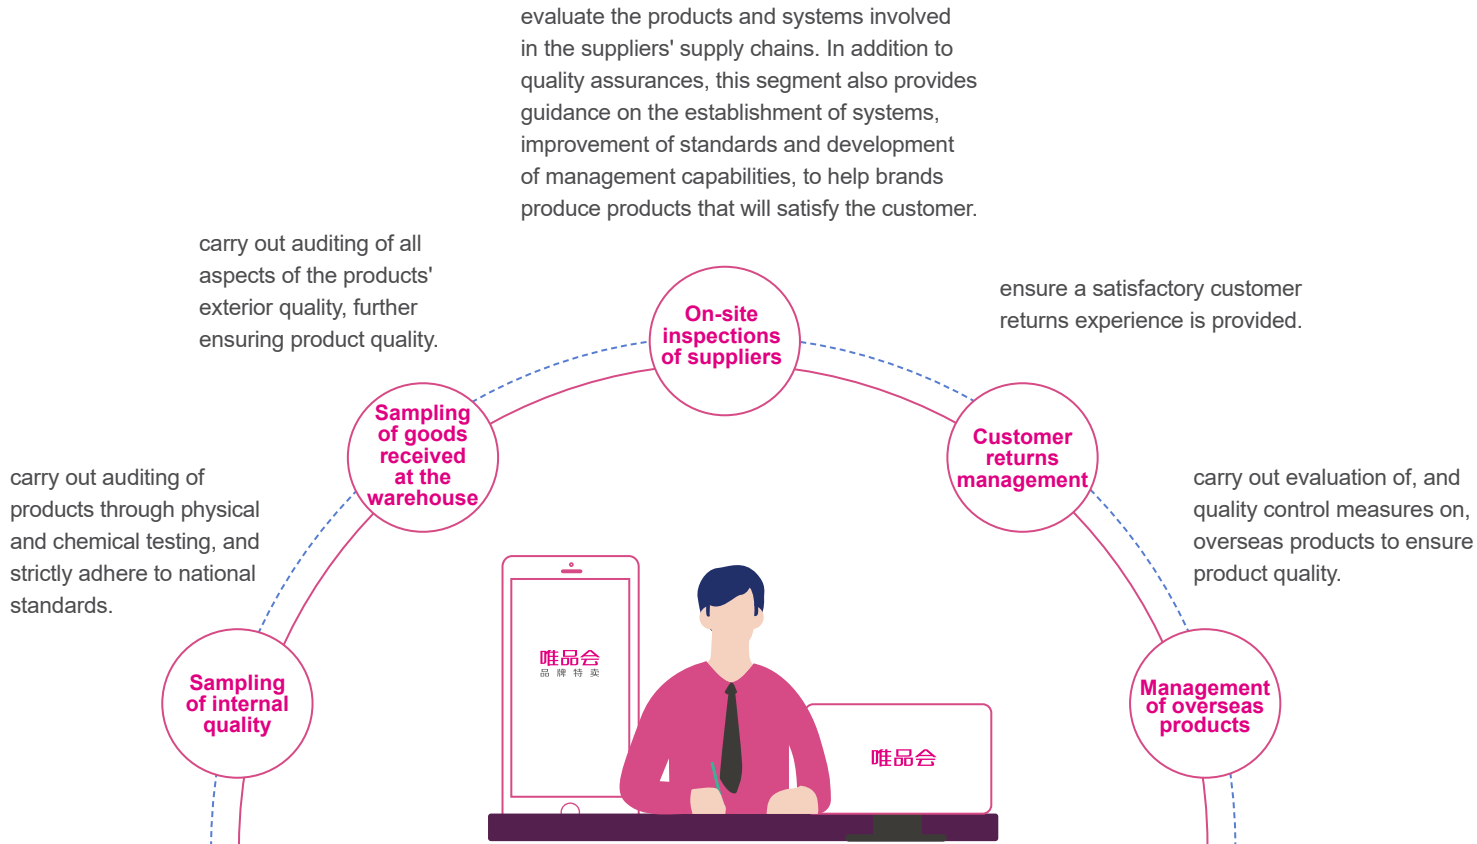 evaluate the products and systems involved
in the suppliers' supply chains. In addition to
quality assurances, this segment also provides
guidance on the establishment of systems,
improvement of standards and development
of management capabilities, to help brands
produce products that will satisfy the customer.
carry out auditing of all
aspects of the products'
exterior quality, further
ensuring product quality.
ensure a satisfactory customer
returns experience is provided.
On-site
inspections
of suppliers
Sampling
of goods
received
at the
warehouse
Customer
returns
management
carry out auditing of
products through physical
and chemical testing, and
strictly adhere to national
standards.
carry out evaluation of, and
quality control measures on,
overseas products to ensure
product quality.
Sampling
of internal
quality
唯品会
品牌特卖
唯品会
Management
of overseas
products